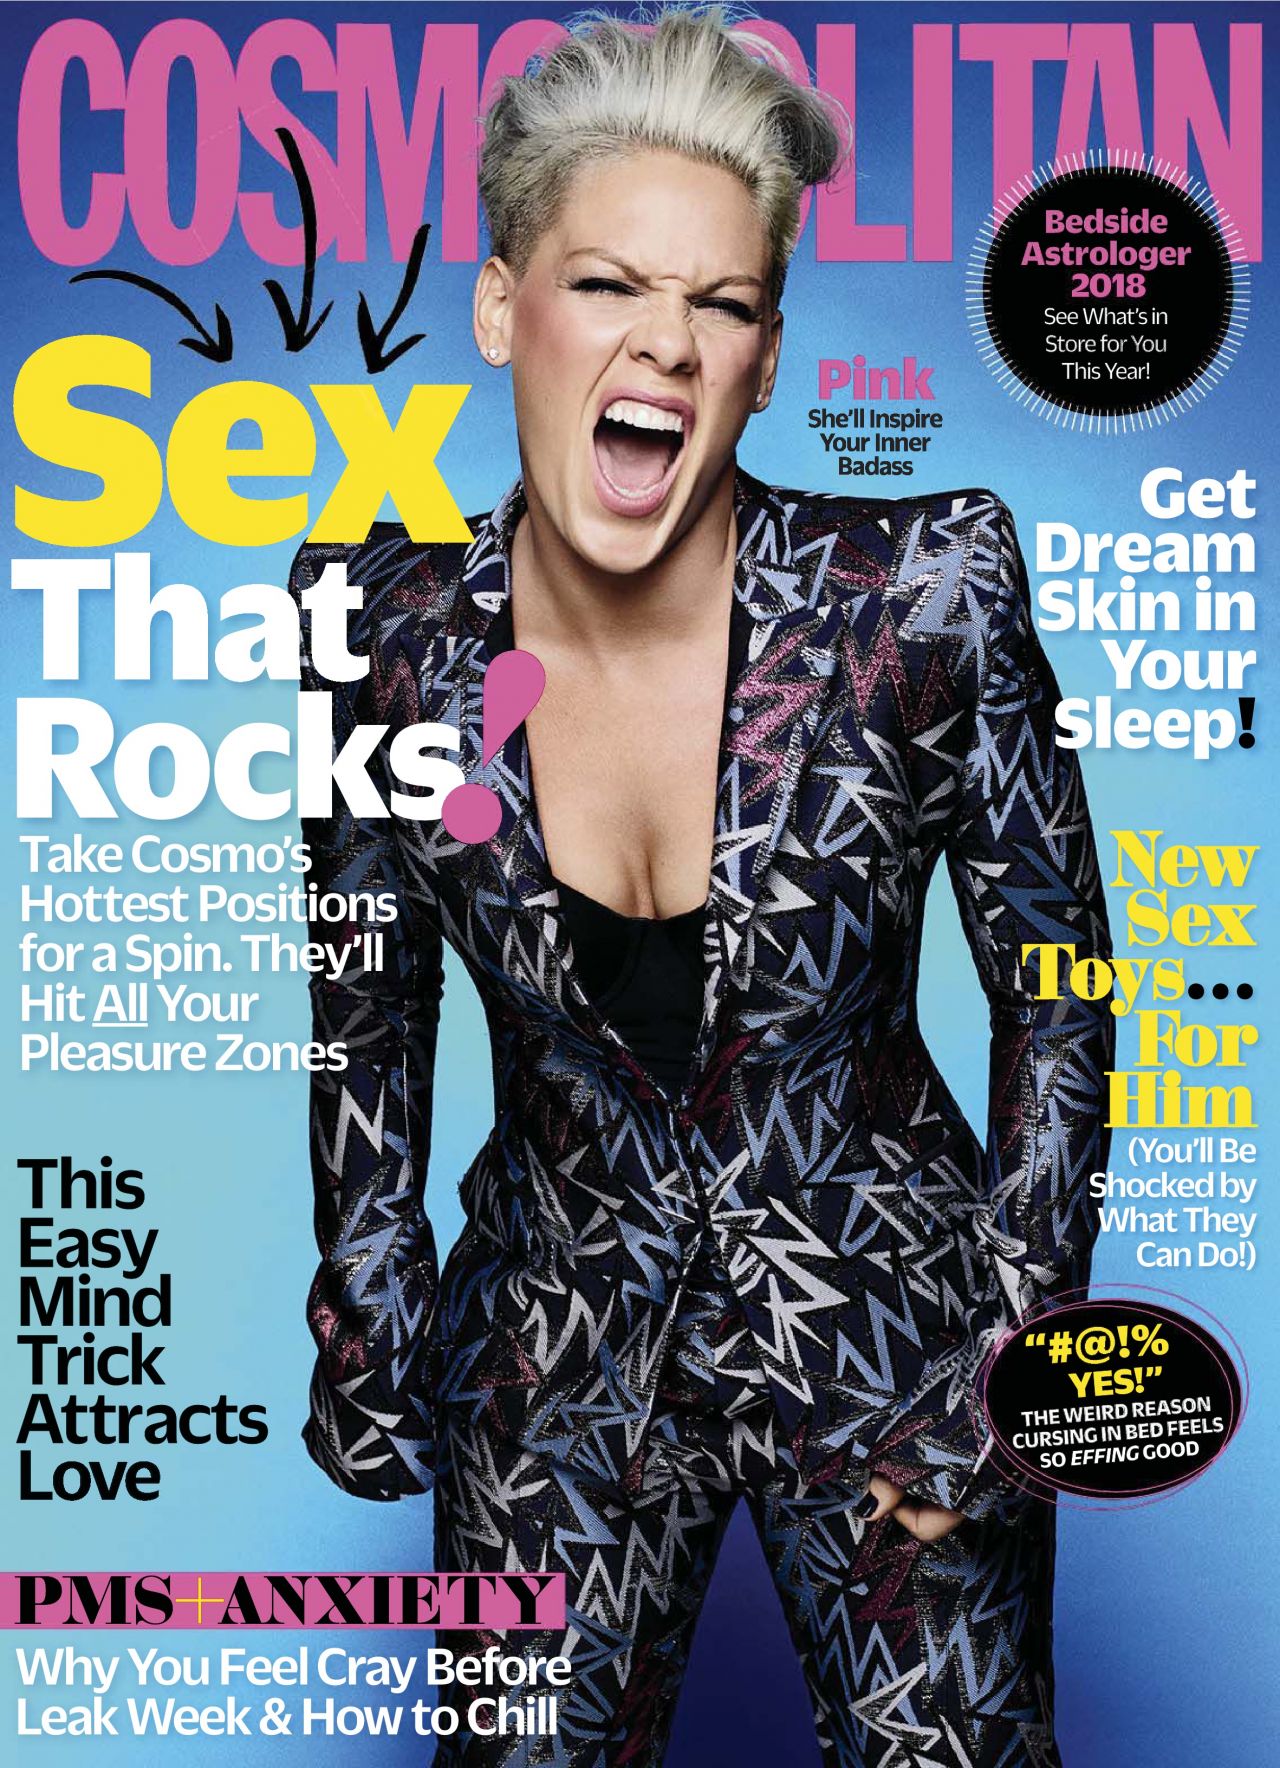 COSMOPOLITAN
Bedside
Astrologer
2018
See What's in
Store for You
This Year!
Pink
She'll Inspire
Your Inner
Badass
Sex
That
Rocks!
Take Cosmo's
Hottest Positions
for a Spin. They'll
Hit All Your
Pleasure Zones
Get
Dream
Skin in
Your
Sleep!
New
Sex
Toys...
For
Him
(You'll Be
Shocked by
What They
Can Do!)
This
Easy
Mind
Trick
Attracts
Love
"#@!%
YES!"
THE WEIRD REASON
CURSING IN BED FEELS
SO EFFING GOOD
PMS+ANXIETY
Why You Feel Cray Before
Leak Week & How to Chill